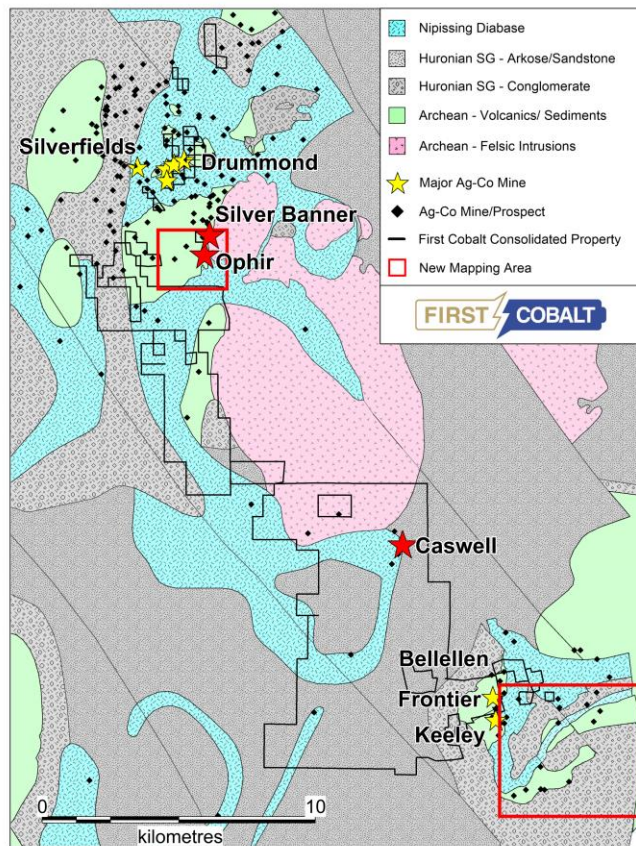 Nipissing Diabase
Huronian SG - Arkose/Sandstone
Huronian SG - Conglomerate
Archean - Volcanics/ Sediments
Archean - Felsic Intrusions
Major Ag-Co Mine
Ag-Co Mine/Prospect
First Cobalt Consolidated Property
New Mapping Area
FIRST COBALT
Silverfields
Drummond
Silver Banner
Ophir
Caswell
Bellellen
Frontier
Keeley
0 10
kilometres